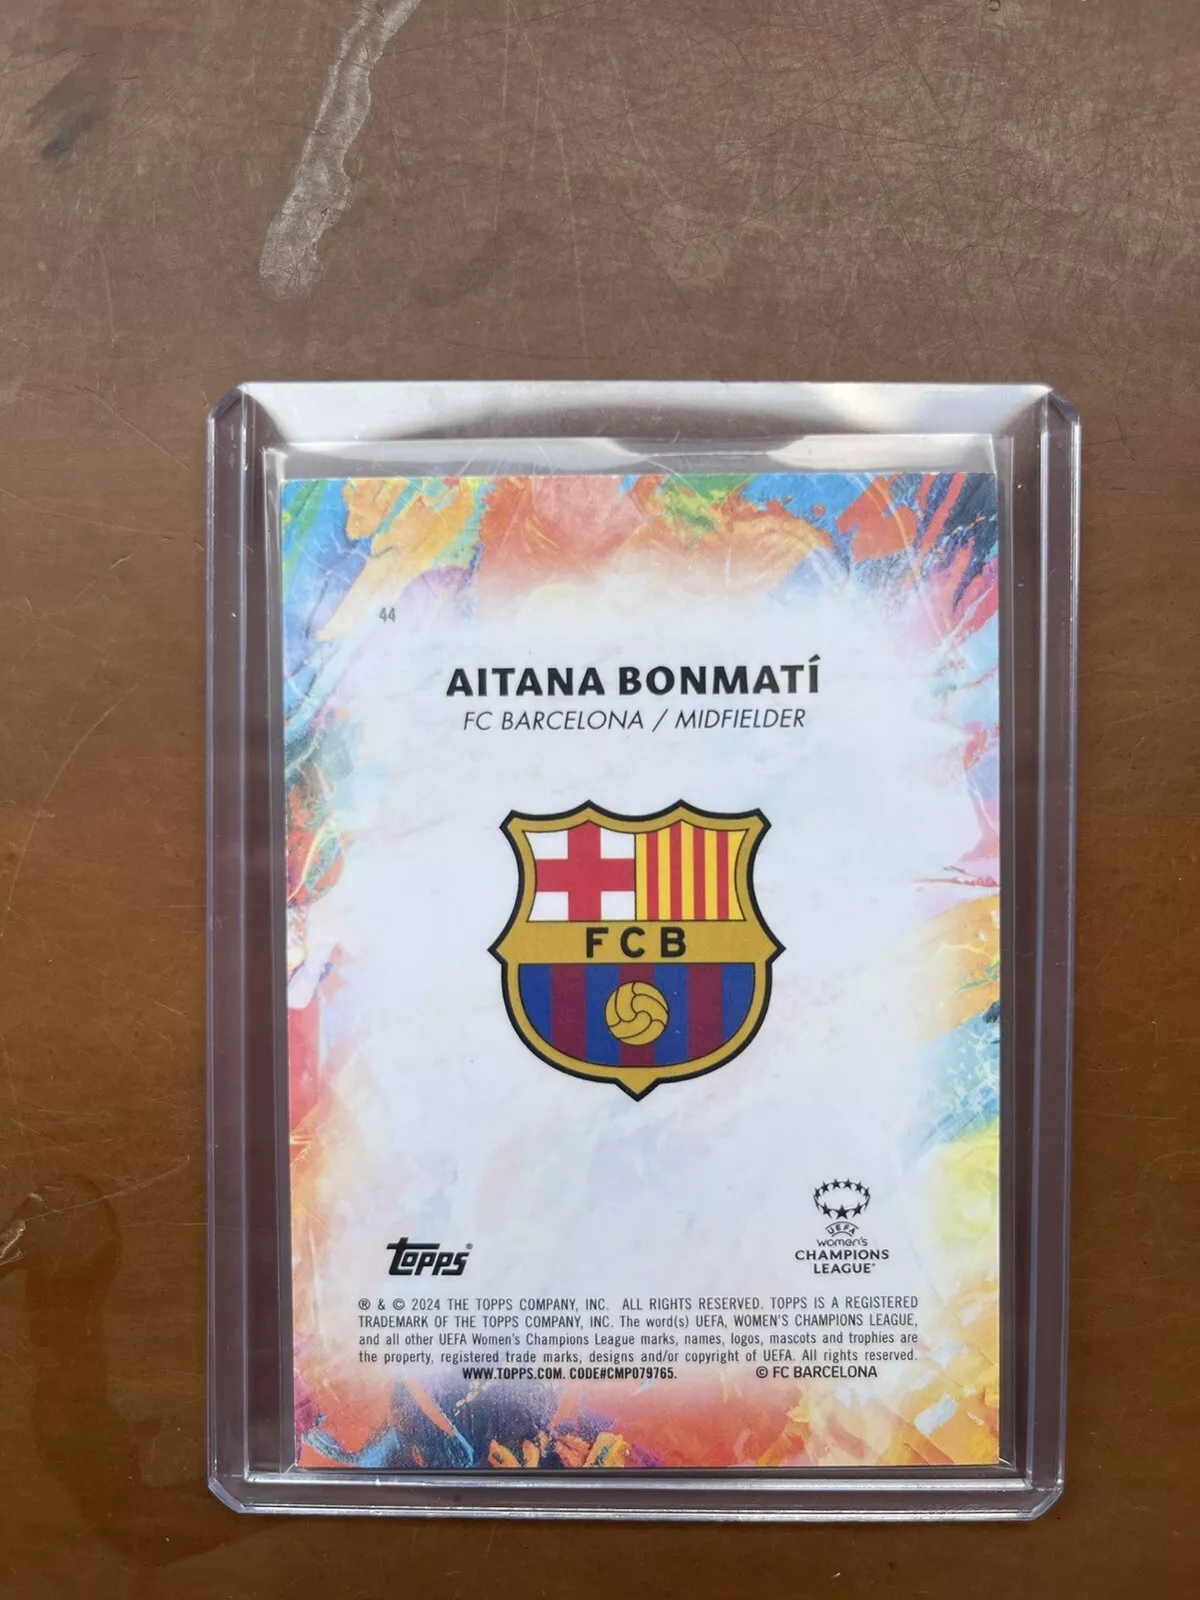 44
AITANA BONMATÍ
FC BARCELONA / MIDFIELDER
FCB
topps®
UEFA
women's
CHAMPIONS
LEAGUE
® & © 2024 THE TOPPS COMPANY, INC. ALL RIGHTS RESERVED. TOPPS IS A REGISTERED
TRADEMARK OF THE TOPPS COMPANY, INC. The word(s) UEFA, WOMEN'S CHAMPIONS LEAGUE,
and all other UEFA Women's Champions League marks, names, logos, mascots and trophies are
the property, registered trade marks, designs and/or copyright of UEFA. All rights reserved.
WWW.TOPPS.COM. CODE#CMP079765. © FC BARCELONA